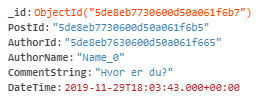 _id: ObjectId("5de8eb7730600d50a061f6b7")
PostId: "5de8eb7730600d50a061f6b5"
AuthorId: "5de8eb7630600d50a061f665"
AuthorName: "Name_0"
CommentString: "Hvor er du?"
DateTime: 2019-11-29T18:03:43.000+00:00